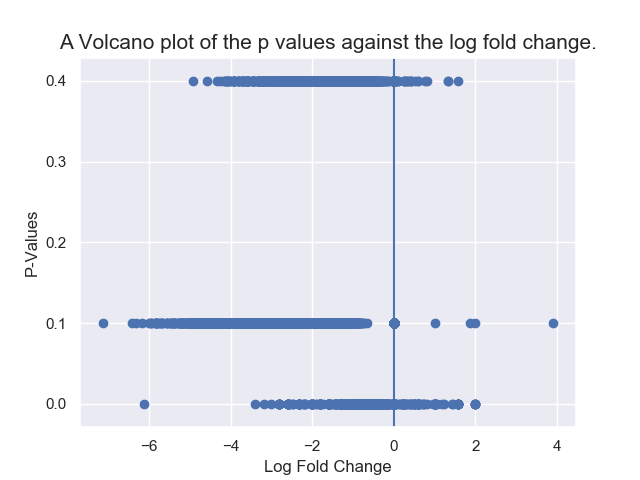 A Volcano plot of the p values against the log fold change.
0.4
0.3
0.2
0.1
0.0
P-Values
−6 −4 −2 0 2 4
Log Fold Change